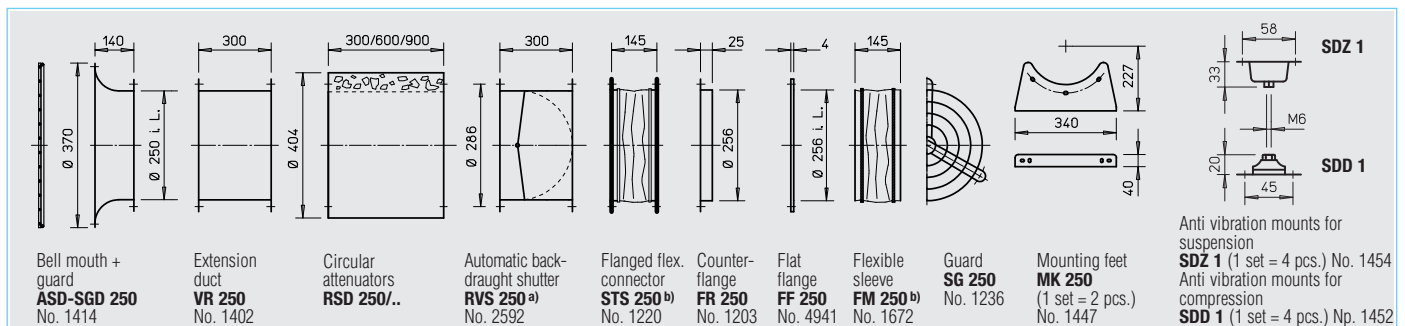 140
300
300/600/900
300
145
25
4
145
58
SDZ 1
33
227
Ø 370
Ø 250 i. L.
Ø 404
Ø 286
Ø 256
Ø 256 i. L.
340
M6
20
SDD 1
40
45
Bell mouth +
guard
ASD-SGD 250
No. 1414
Extension
duct
VR 250
No. 1402
Circular
attenuators
RSD 250/..
Automatic back-
draught shutter
RVS 250 a)
No. 2592
Flanged flex.
connector
STS 250 b)
No. 1220
Counter-
flange
FR 250
No. 1203
Flat
flange
FF 250
No. 4941
Flexible
sleeve
FM 250 b)
No. 1672
Guard
SG 250
No. 1236
Mounting feet
MK 250
(1 set = 2 pcs.)
No. 1447
Anti vibration mounts for
suspension
SDZ 1 (1 set = 4 pcs.) No. 1454
Anti vibration mounts for
compression
SDD 1 (1 set = 4 pcs.) Np. 1452